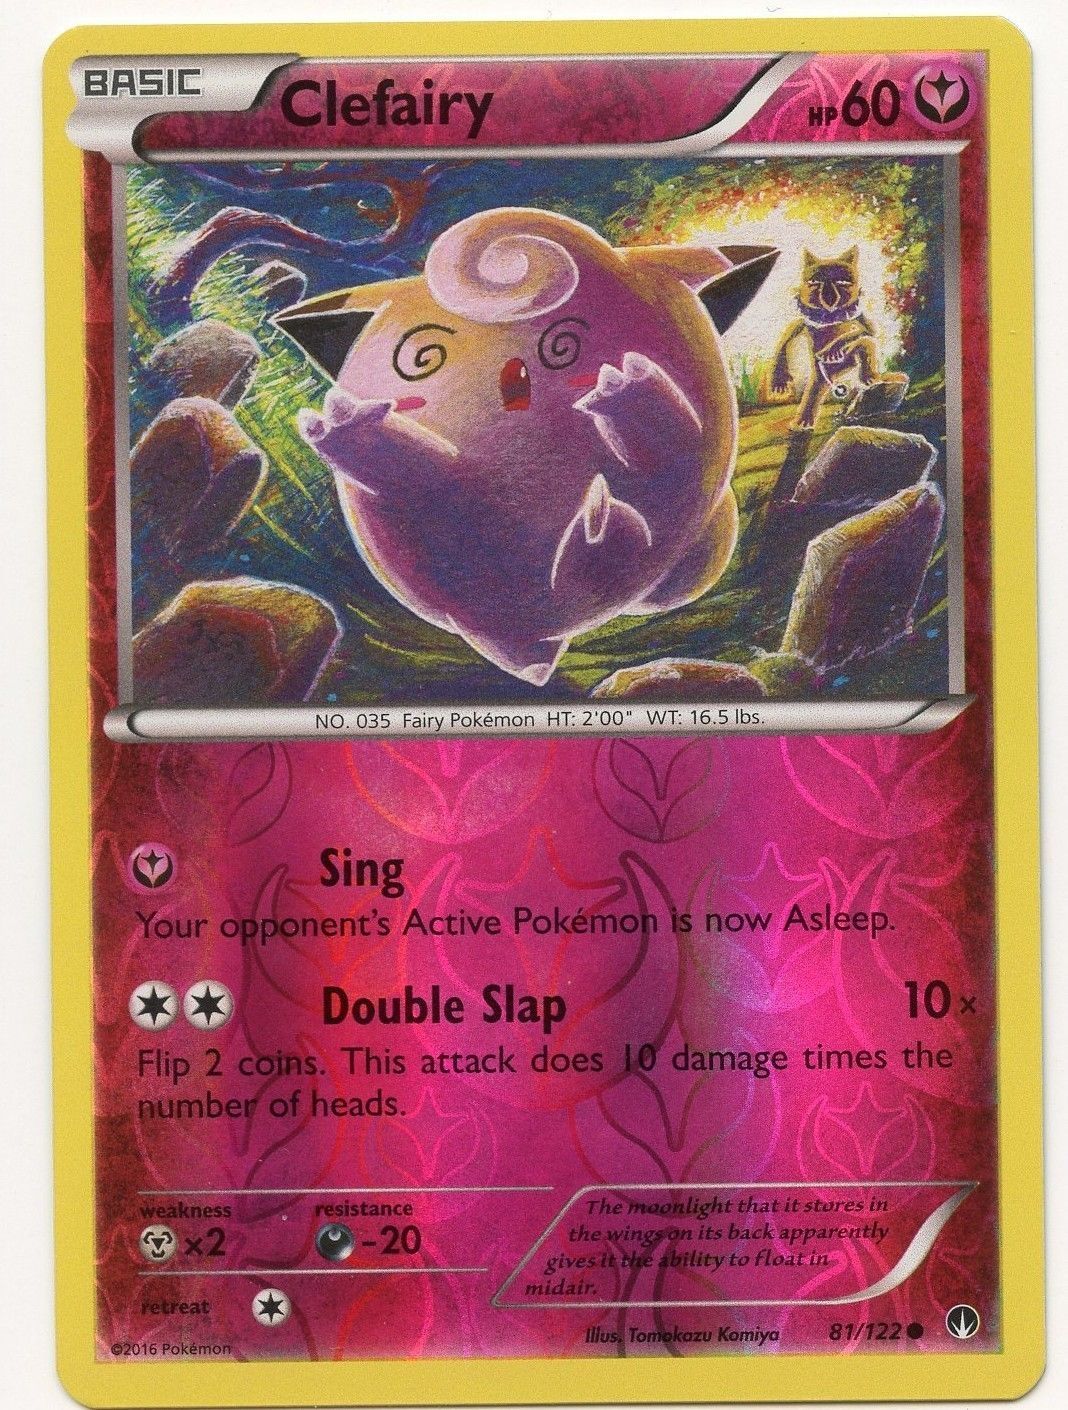 BASIC Clefairy HP60
NO. 035 Fairy Pokémon HT: 2'00" WT: 16.5 lbs.
Sing
Your opponent's Active Pokémon is now Asleep.
Double Slap 10×
Flip 2 coins. This attack does 10 damage times the
number of heads.
weakness resistance
×2 -20
retreat
The moonlight that it stores in
the wings on its back apparently
gives it the ability to float in
midair.
Illus. Tomokazu Komiya 81/122
©2016 Pokémon